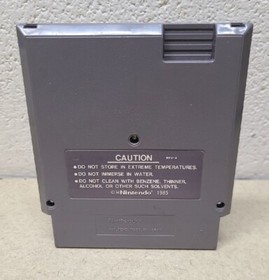 CAUTION
•DO NOT STORE IN EXTREME TEMPERATURES.
•DO NOT IMMERSE IN WATER.
•DO NOT CLEAN WITH BENZENE, THINNER,
ALCOHOL OR OTHER SUCH SOLVENTS.
Nintendo 1985